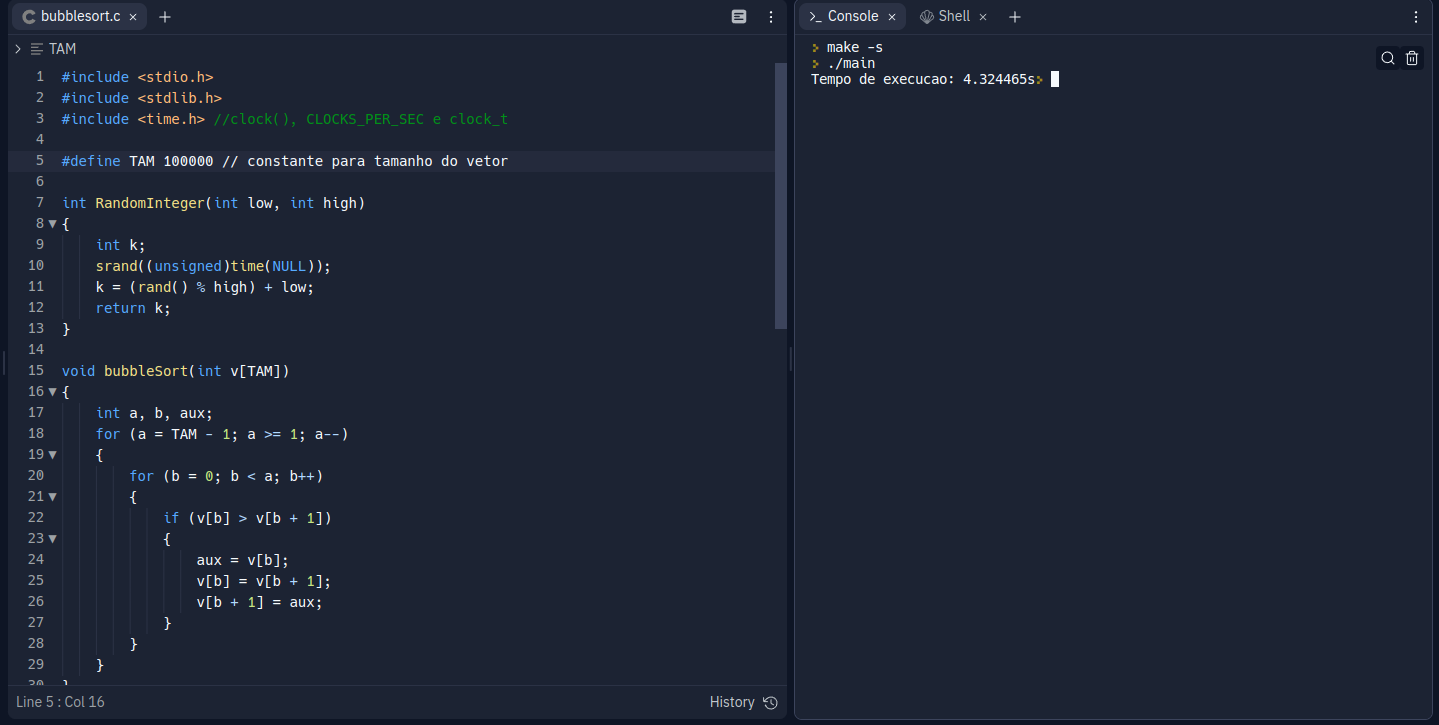 bubblesort.c × +
TAM
1 #include <stdio.h>
2 #include <stdlib.h>
3 #include <time.h> //clock(), CLOCKS_PER_SEC e clock_t
4
5 #define TAM 100000 // constante para tamanho do vetor
6
7 int RandomInteger(int low, int high)
8 {
9 int k;
10 srand((unsigned)time(NULL));
11 k = (rand() % high) + low;
12 return k;
13 }
14
15 void bubbleSort(int v[TAM])
16 {
17 int a, b, aux;
18 for (a = TAM - 1; a >= 1; a--)
19 {
20 for (b = 0; b < a; b++)
21 {
22 if (v[b] > v[b + 1])
23 {
24 aux = v[b];
25 v[b] = v[b + 1];
26 v[b + 1] = aux;
27 }
28 }
29 }
30 }
Line 5 : Col 16
History
Console × Shell × +
make -s
./main
Tempo de execucao: 4.324465s